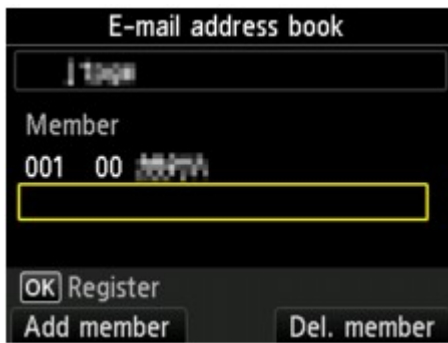 E-mail address book
Member
001 00
OK Register
Add member Del. member